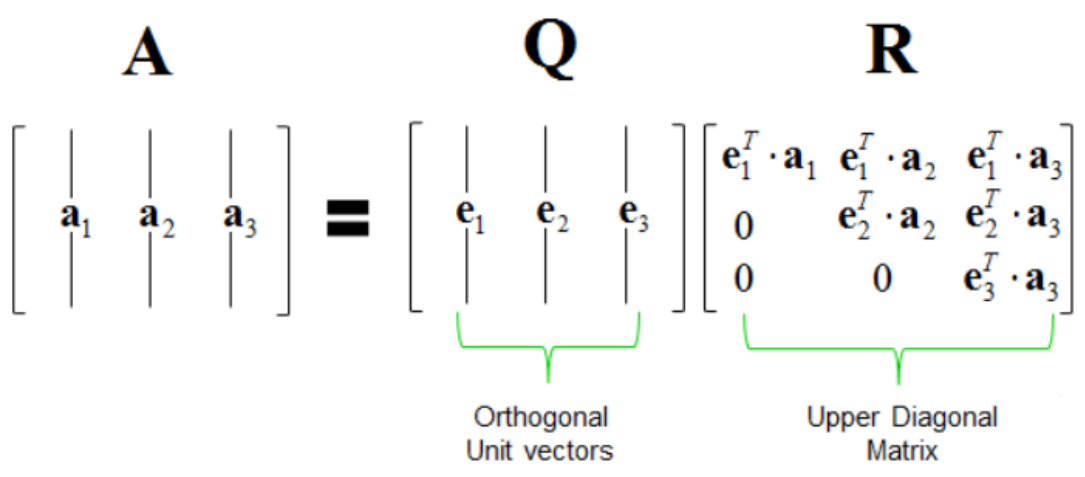 A = Q R
[a₁ a₂ a₃] = [e₁ e₂ e₃] [e₁ᵀ · a₁ e₁ᵀ · a₂ e₁ᵀ · a₃
0 e₂ᵀ · a₂ e₂ᵀ · a₃
0 0 e₃ᵀ · a₃]
Orthogonal
Unit vectors
Upper Diagonal
Matrix